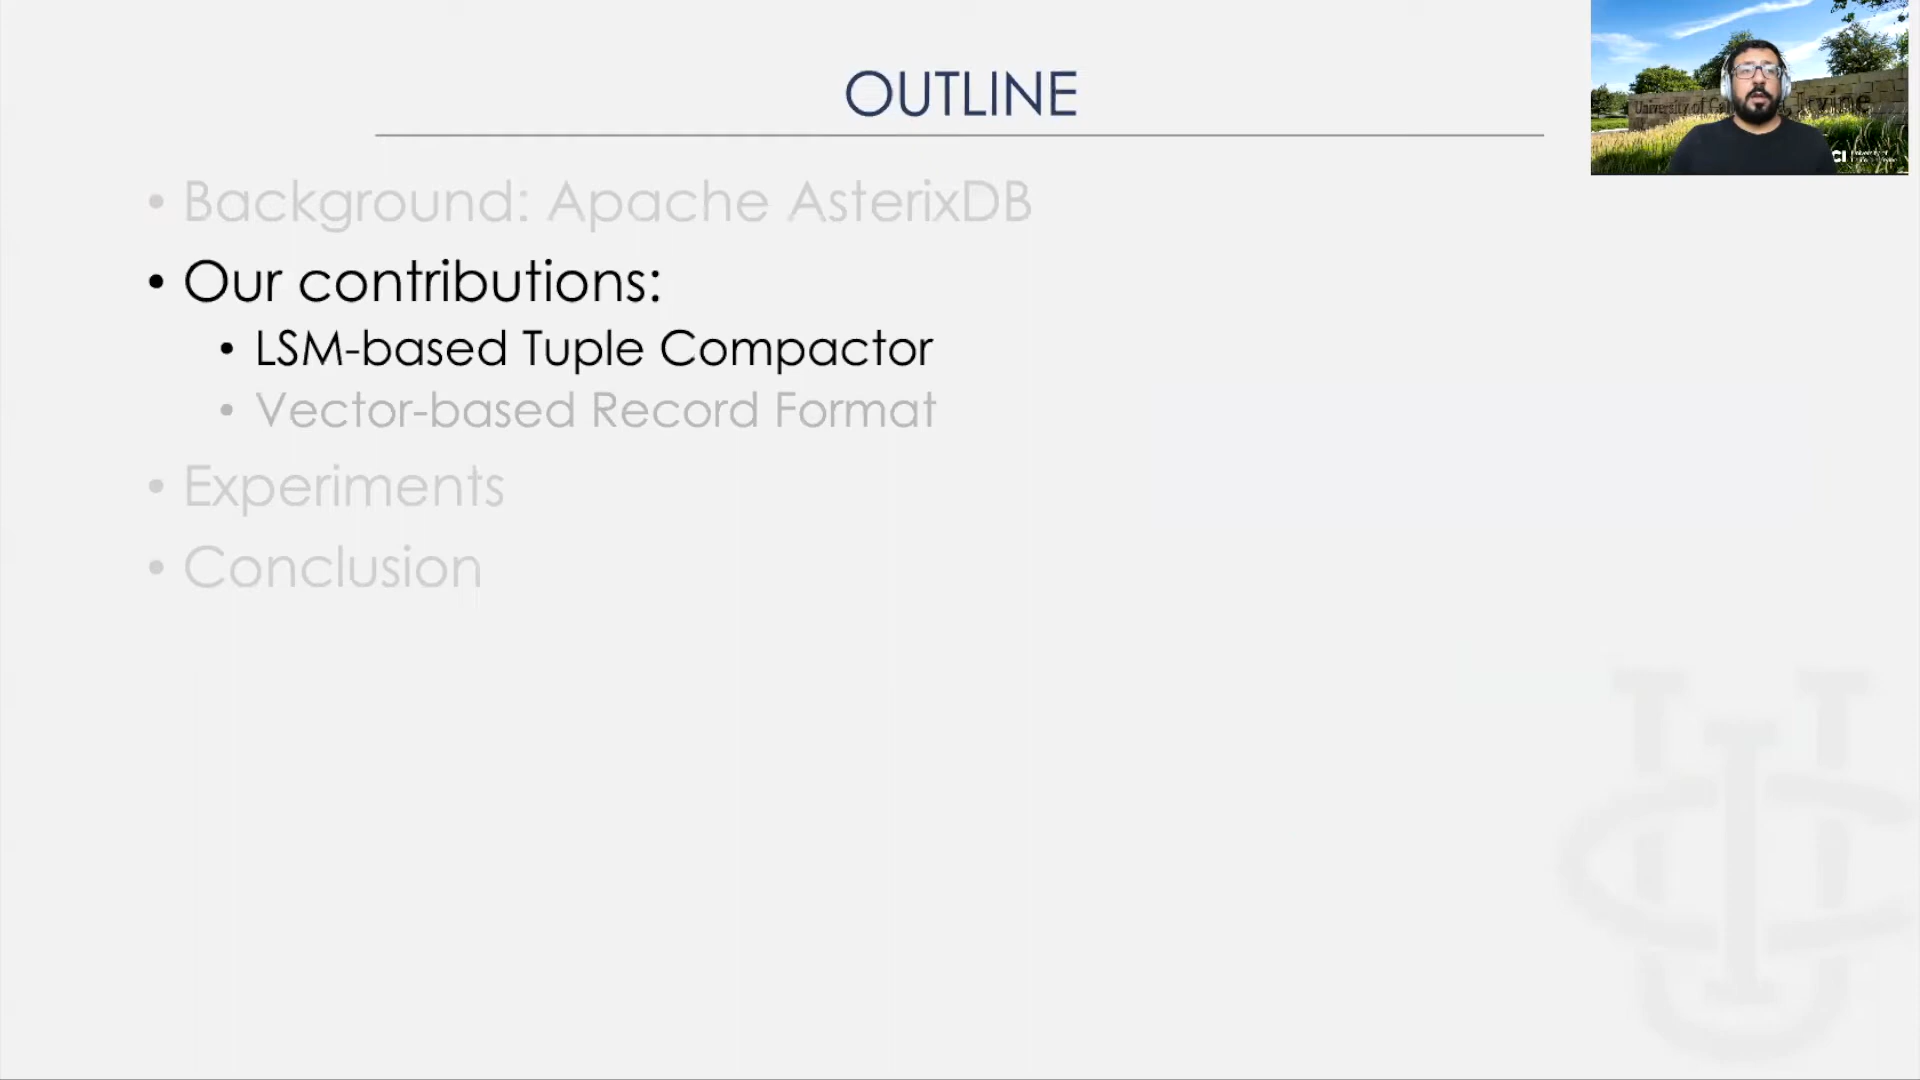 OUTLINE
• Background: Apache AsterixDB
• Our contributions:
• LSM-based Tuple Compactor
• Vector-based Record Format
• Experiments
• Conclusion